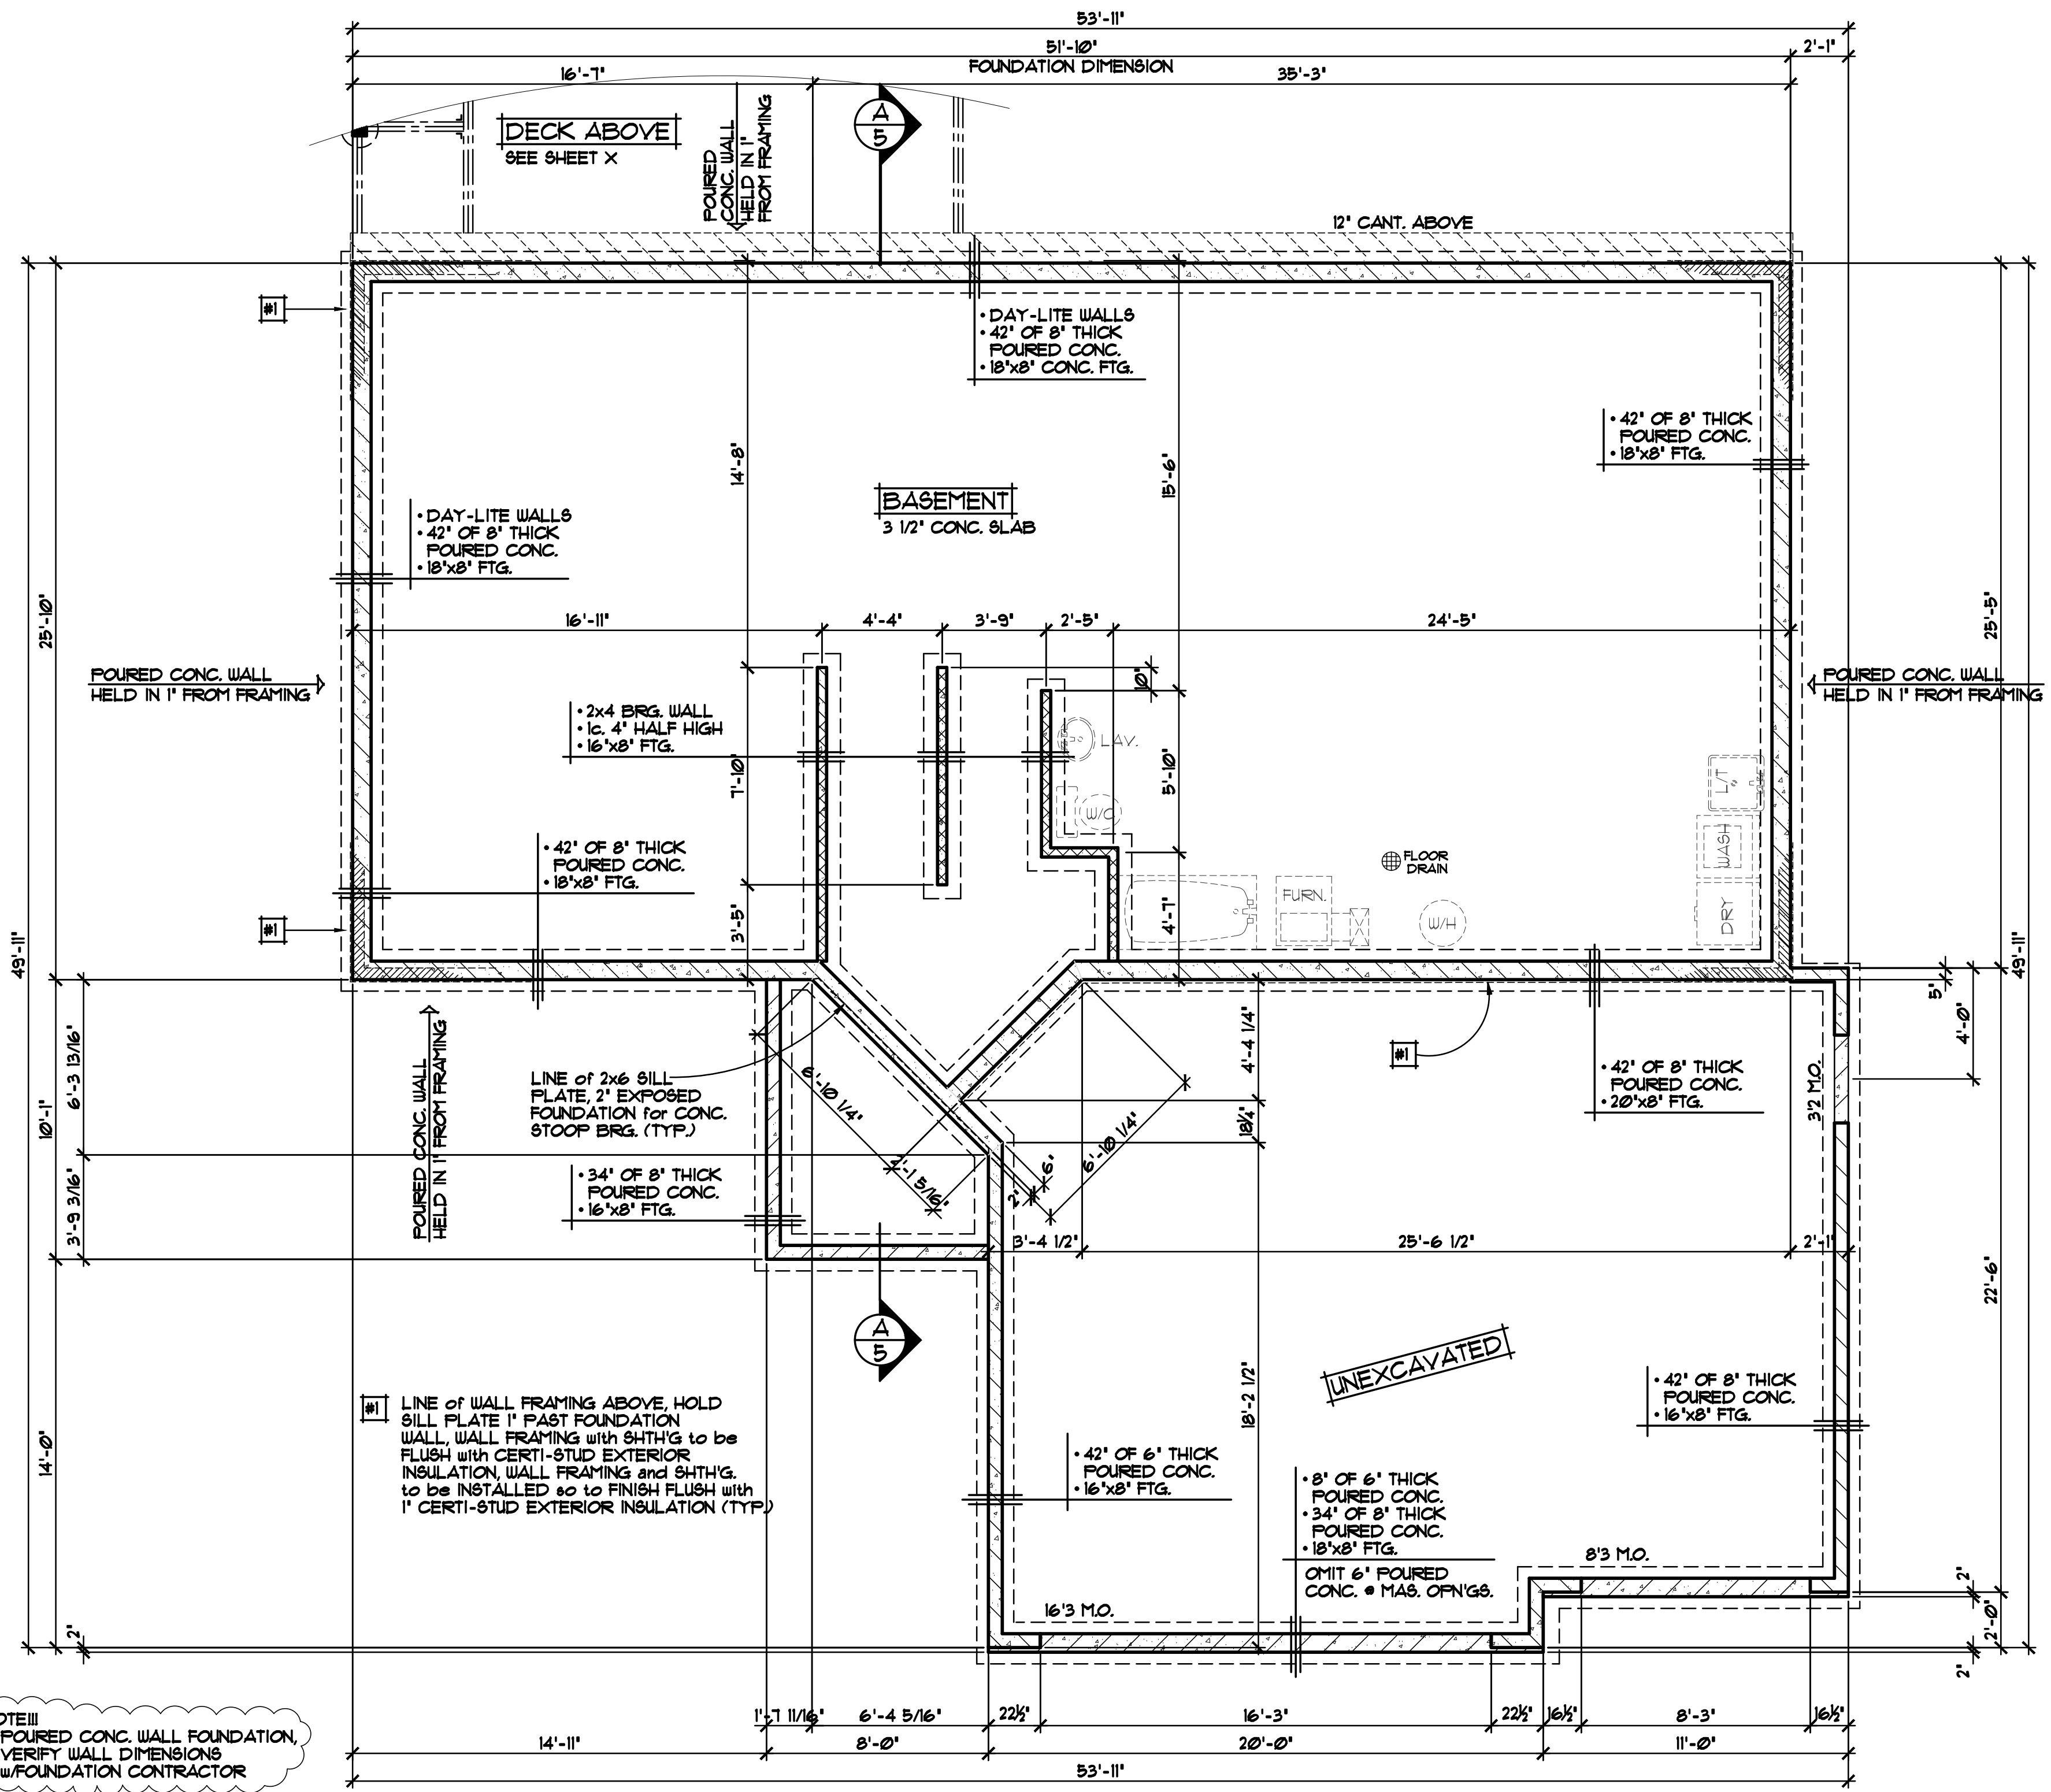 53'-11"
51'-10"
2'-1"
FOUNDATION DIMENSION
16'-7"
35'-3"
DECK ABOVE
SEE SHEET X
POURED
CONC. WALL
HELD IN 1"
FROM FRAMING
A
5
12" CANT. ABOVE
#1
• DAY-LITE WALLS
• 42" OF 8" THICK
POURED CONC.
• 18"x8" CONC. FTG.
• 42" OF 8" THICK
POURED CONC.
• 18"x8" FTG.
14'-8"
15'-6"
BASEMENT
3 1/2" CONC. SLAB
• DAY-LITE WALLS
• 42" OF 8" THICK
POURED CONC.
• 18"x8" FTG.
25'-10"
25'-5"
16'-11"
4'-4"
3'-9"
2'-5"
24'-5"
POURED CONC. WALL
HELD IN 1" FROM FRAMING
10"
POURED CONC. WALL
HELD IN 1" FROM FRAMING
• 2x4 BRG. WALL
• 1c. 4" HALF HIGH
• 16"x8" FTG.
LAV.
7'-10"
5'-10"
W/C
L/T
WASH
DRY
• 42" OF 8" THICK
POURED CONC.
• 18"x8" FTG.
FLOOR
DRAIN
FURN.
W/H
3'-5"
4'-7"
#1
49'-11"
49'-11"
5"
4'-0"
6'-3 13/16"
10'-1"
3'-9 3/16"
POURED CONC. WALL
HELD IN 1" FROM FRAMING
LINE of 2x6 SILL
PLATE, 2" EXPOSED
FOUNDATION for CONC.
STOOP BRG. (TYP.)
6'-10 1/4"
2'-1 5/16"
6'-10 1/4"
6"
2"
4'-4 1/4"
18¼"
#1
• 42" OF 8" THICK
POURED CONC.
• 20"x8" FTG.
3'2 M.O.
• 34" OF 8" THICK
POURED CONC.
• 16"x8" FTG.
3'-4 1/2"
25'-6 1/2"
2'-1"
22'-6"
A
5
UNEXCAVATED
18'-2 1/2"
#1
LINE of WALL FRAMING ABOVE, HOLD
SILL PLATE 1" PAST FOUNDATION
WALL, WALL FRAMING with SHTH'G to be
FLUSH with CERTI-STUD EXTERIOR
INSULATION, WALL FRAMING and SHTH'G.
to be INSTALLED so to FINISH FLUSH with
1" CERTI-STUD EXTERIOR INSULATION (TYP.)
• 42" OF 8" THICK
POURED CONC.
• 16"x8" FTG.
14'-0"
• 42" OF 6" THICK
POURED CONC.
• 16"x8" FTG.
• 8" OF 6" THICK
POURED CONC.
• 34" OF 8" THICK
POURED CONC.
• 18"x8" FTG.
OMIT 6" POURED
CONC. @ MAS. OPN'GS.
8'3 M.O.
16'3 M.O.
2"
2"
2'-0"
2"
1'-7 11/16"
6'-4 5/16"
22½"
16'-3"
22½"
16½"
8'-3"
16½"
14'-11"
8'-0"
20'-0"
11'-0"
53'-11"
OTE!!!
POURED CONC. WALL FOUNDATION,
VERIFY WALL DIMENSIONS
w/FOUNDATION CONTRACTOR